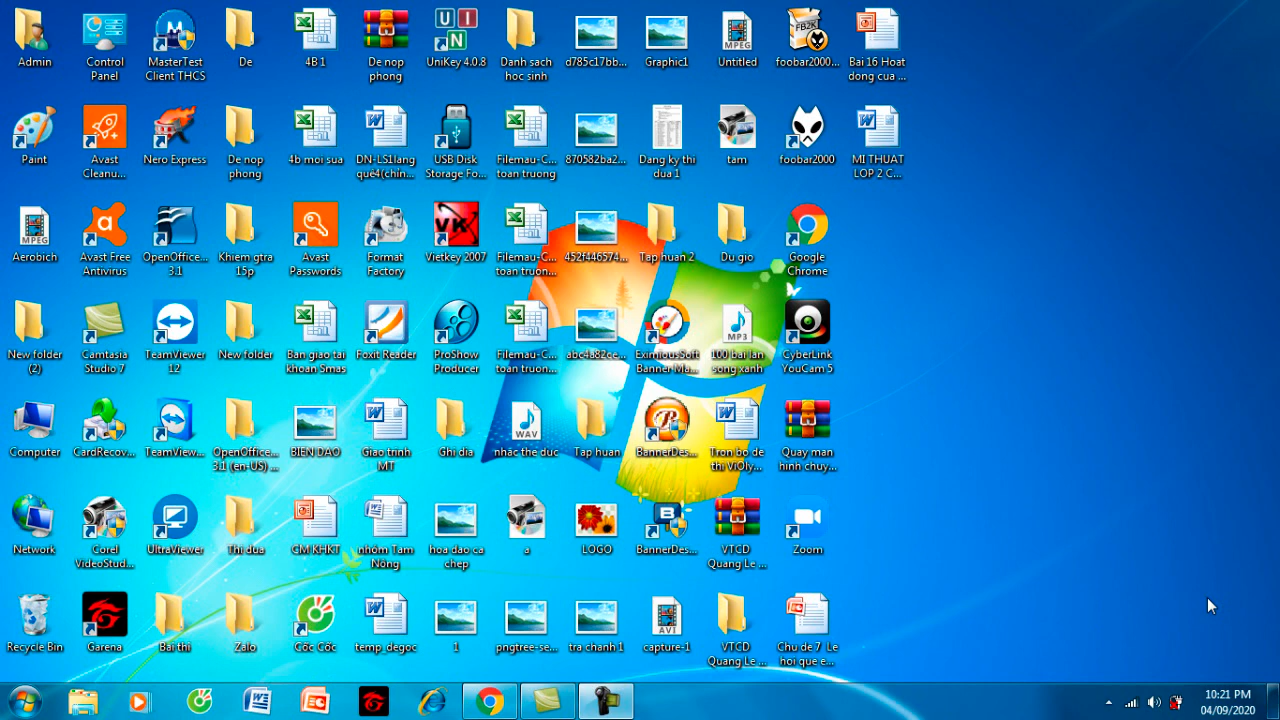 Admin
Control
Panel
MasterTest
Client THCS
De
4B 1
De nop
phong
UniKey 4.0.8
Danh sach
hoc sinh
d785c17bb...
Graphic1
Untitled
foobar2000...
Bai 16 Hoat
dong cua ...
Paint
Avast
Cleanu...
Nero Express
De nop
phong
4b moi sua
DN-LS1lang
quê4(chin...
USB Disk
Storage Fo...
Filemau-C...
toan truong
870582ba2...
Dang ky thi
dua 1
tam
foobar2000
MI THUAT
LOP 2 C...
Aerobich
Avast Free
Antivirus
OpenOffice...
3.1
Khiem gtra
15p
Avast
Passwords
Format
Factory
Vietkey 2007
Filemau-C...
toan truon...
452f446574...
Tap huan 2
Du gio
Google
Chrome
New folder
(2)
Camtasia
Studio 7
TeamViewer
12
New folder
Ban giao tai
khoan Smas
Foxit Reader
ProShow
Producer
Filemau-C...
toan truon...
abc4a82ce...
EximiousSoft
Banner Ma...
100 bai lan
song xanh
CyberLink
YouCam 5
Computer
CardRecov...
TeamView...
OpenOffice...
3.1 (en-US) ...
BIEN DAO
Giao trinh
MT
Ghi dia
nhac the duc
Tap huan
BannerDes...
Tron bo de
thi ViOly...
Quay man
hinh chuy...
Network
Corel
VideoStud...
UltraViewer
Thi dua
CM KHKT
nhóm Tam
Nông
hoa dao ca
chep
a
LOGO
BannerDes...
VTCD
Quang Le ...
Zoom
Recycle Bin
Garena
Bai thi
Zalo
Cốc Cốc
temp_degoc
1
pngtree-se...
tra chanh 1
capture-1
VTCD
Quang Le ...
Chu de 7 Le
hoi que e...
10:21 PM
04/09/2020